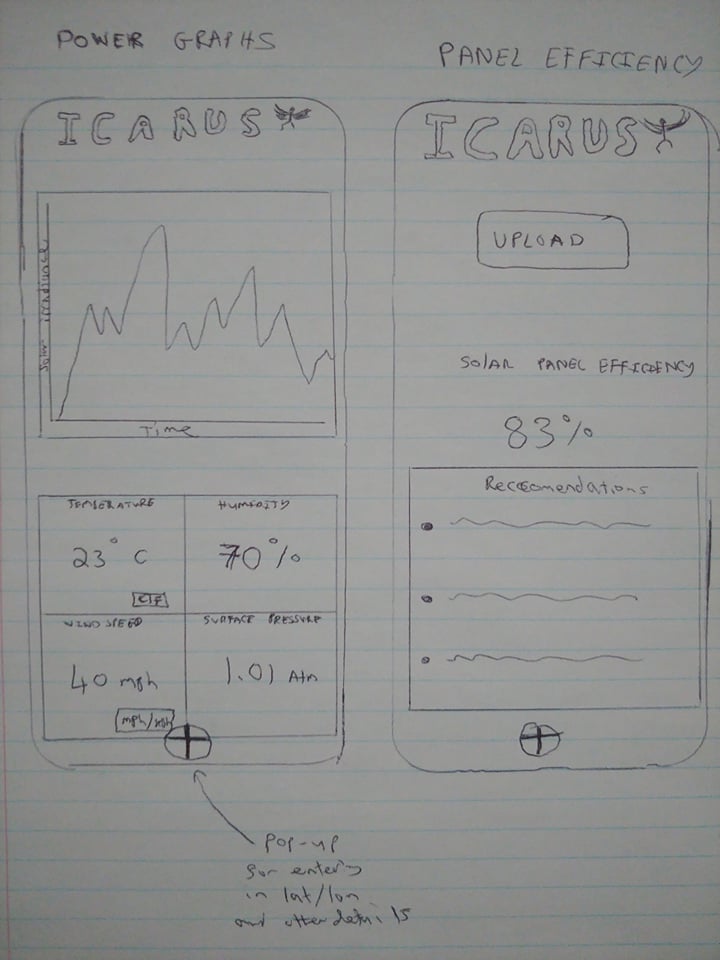 POWER GRAPHS
PANEL EFFICIENCY
ICARUS
Solar irradiance
Time
TEMPERATURE
HUMIDITY
23° C
70%
C/F
WIND SPEED
SURFACE PRESSURE
40 mph
1.01 Atm
mph/
Pop-up
for entery
in lat/lon
and other details
ICARUS
UPLOAD
SOLAR PANEL EFFICIENCY
83%
Reccomendations